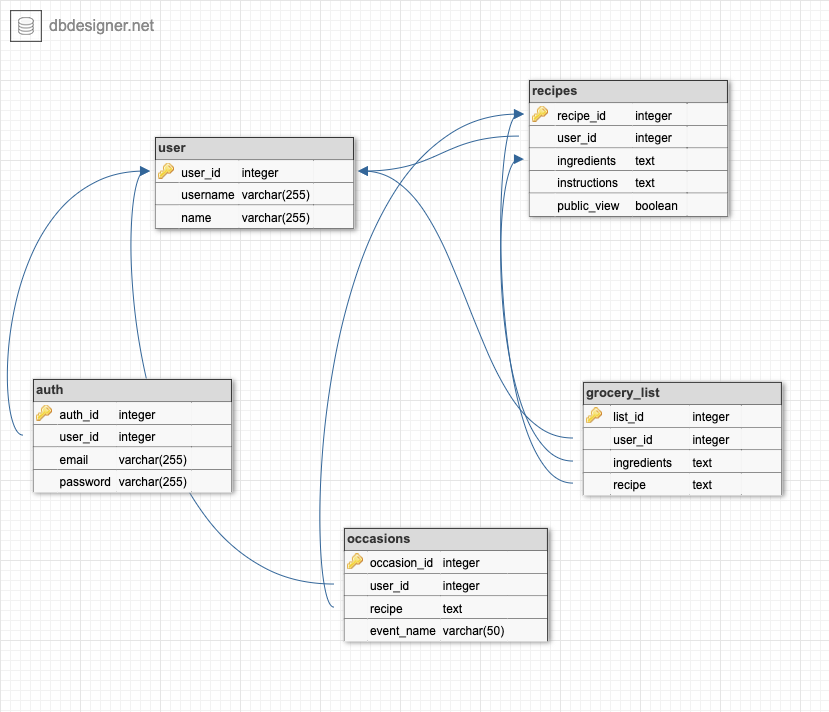 dbdesigner.net
user
user_id integer
username varchar(255)
name varchar(255)
recipes
recipe_id integer
user_id integer
ingredients text
instructions text
public_view boolean
auth
auth_id integer
user_id integer
email varchar(255)
password varchar(255)
grocery_list
list_id integer
user_id integer
ingredients text
recipe text
occasions
occasion_id integer
user_id integer
recipe text
event_name varchar(50)